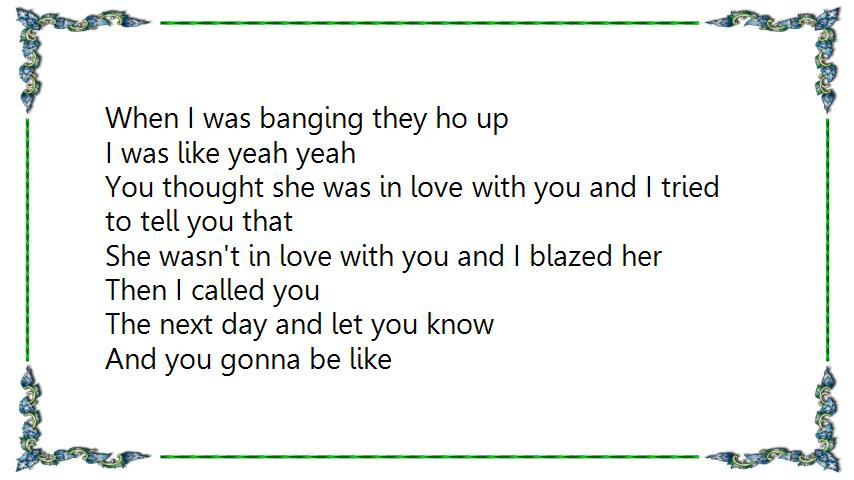 When I was banging they ho up
I was like yeah yeah
You thought she was in love with you and I tried
to tell you that
She wasn't in love with you and I blazed her
Then I called you
The next day and let you know
And you gonna be like